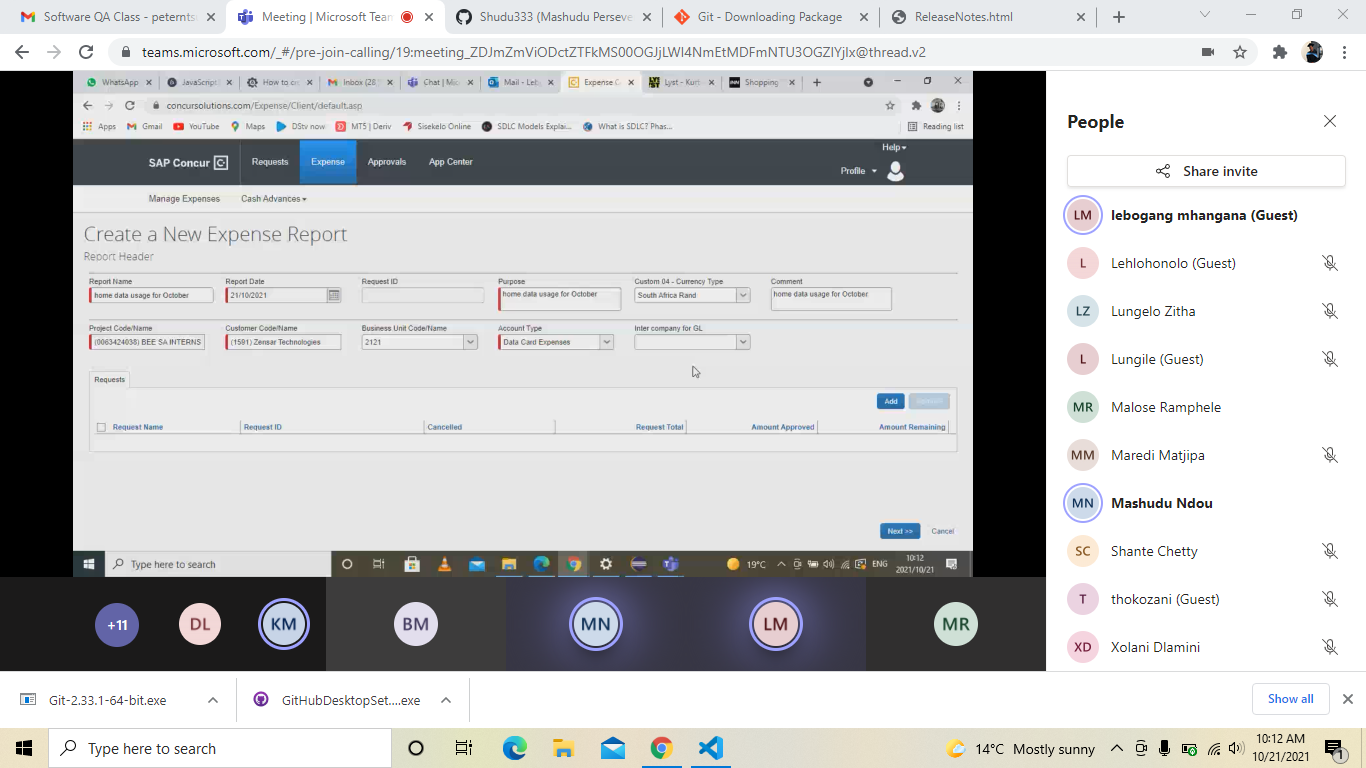 Software QA Class - peternts
Meeting | Microsoft Tean
Shudu333 (Mashudu Perseve
Git - Downloading Package
ReleaseNotes.html
teams.microsoft.com/_#/pre-join-calling/19:meeting_ZDJmZmViODctZTFkMS00OGJjLWI4NmEtMDFmNTU3OGZlYjIx@thread.v2
WhatsApp
JavaScript
How to cre
Inbox (28
Chat | Mic
Mail - Leb
Expense C
Lyst - Kurt
Shopping
concursolutions.com/Expense/Client/default.asp
Apps
Gmail
YouTube
Maps
DStv now
MT5 | Deriv
Sisekelo Online
SDLC Models Explai...
What is SDLC? Phas...
Reading list
SAP Concur
Requests
Expense
Approvals
App Center
Help
Profile
Manage Expenses
Cash Advances
Create a New Expense Report
Report Header
Report Name
Report Date
Request ID
Purpose
Custom 04 - Currency Type
Comment
home data usage for October
21/10/2021
home data usage for October
South Africa Rand
home data usage for October
Project Code/Name
Customer Code/Name
Business Unit Code/Name
Account Type
Inter company for GL
(0063424038) BEE SA INTERNS
(1591) Zensar Technologies
2121
Data Card Expenses
Requests
Add
Request Name
Request ID
Cancelled
Request Total
Amount Approved
Amount Remaining
Next >>
Cancel
Type here to search
19°C
ENG
10:12
2021/10/21
+11
DL
KM
BM
MN
LM
MR
People
Share invite
LM lebogang mhangana (Guest)
L Lehlohonolo (Guest)
LZ Lungelo Zitha
L Lungile (Guest)
MR Malose Ramphele
MM Maredi Matjipa
MN Mashudu Ndou
SC Shante Chetty
T thokozani (Guest)
XD Xolani Dlamini
Git-2.33.1-64-bit.exe
GitHubDesktopSet....exe
Show all
Type here to search
14°C Mostly sunny
10:12 AM
10/21/2021
1